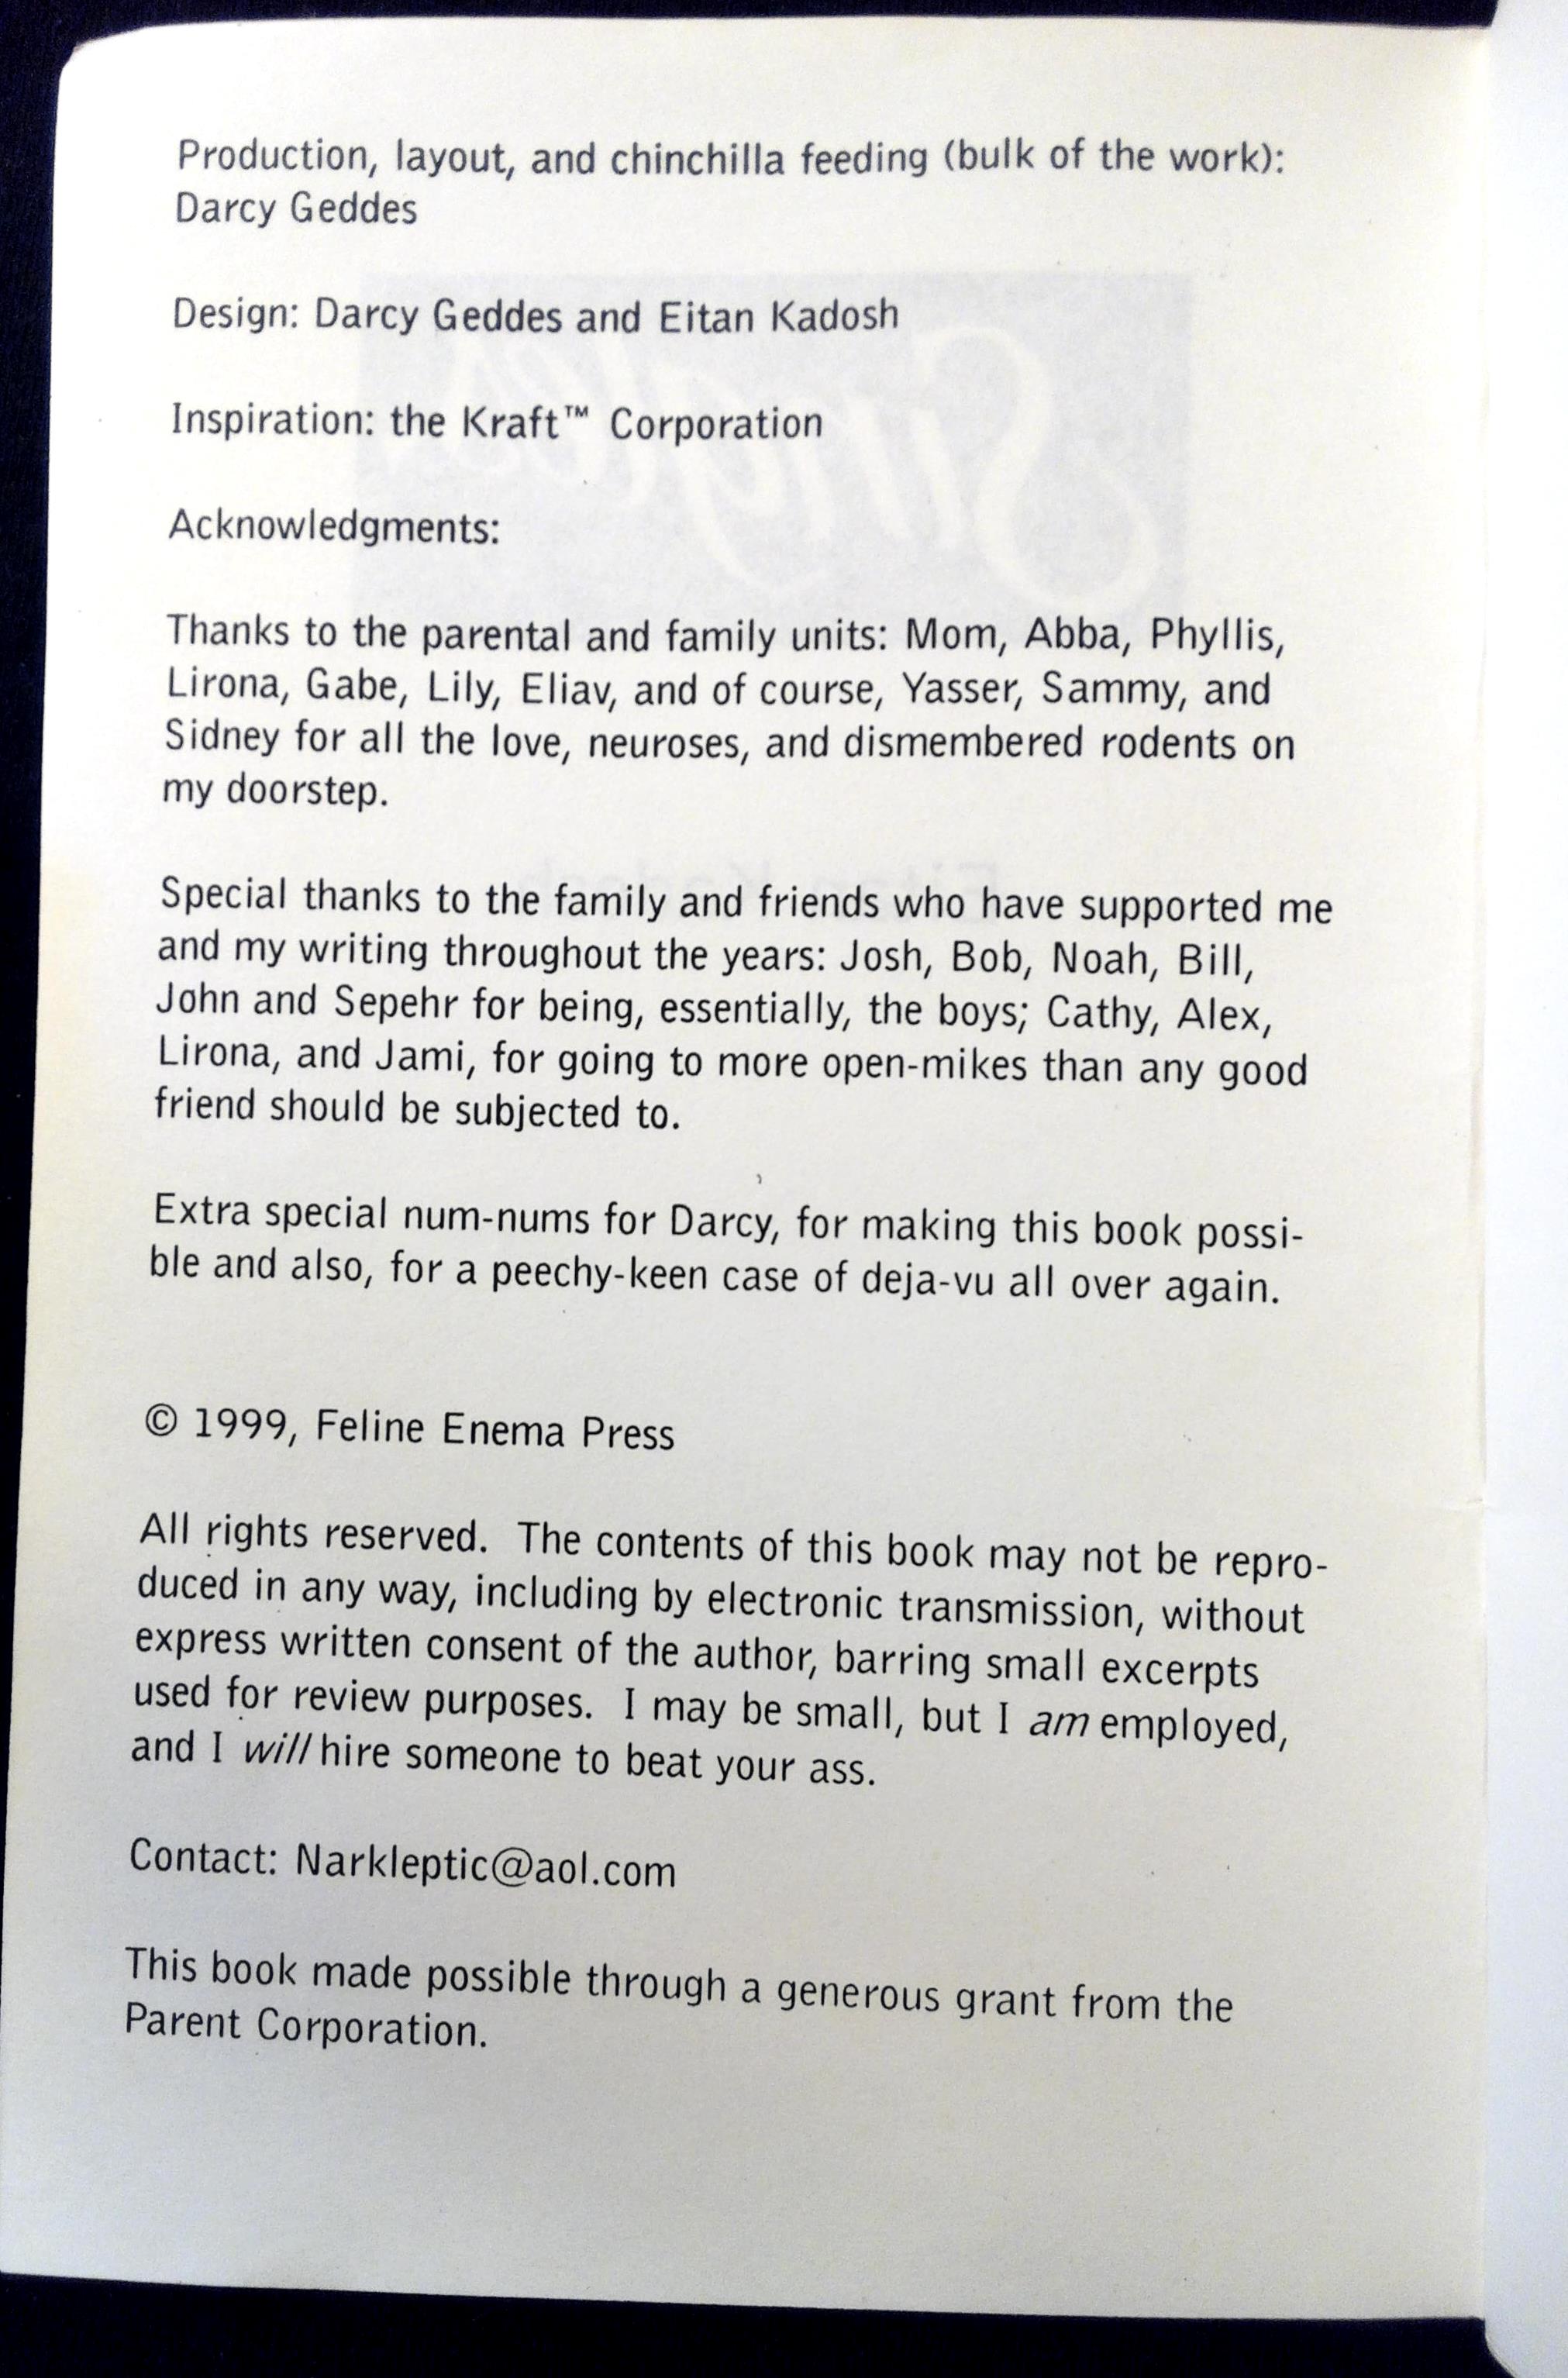 Production, layout, and chinchilla feeding (bulk of the work):
Darcy Geddes
Design: Darcy Geddes and Eitan Kadosh
Inspiration: the Kraft™ Corporation
Acknowledgments:
Thanks to the parental and family units: Mom, Abba, Phyllis,
Lirona, Gabe, Lily, Eliav, and of course, Yasser, Sammy, and
Sidney for all the love, neuroses, and dismembered rodents on
my doorstep.
Special thanks to the family and friends who have supported me
and my writing throughout the years: Josh, Bob, Noah, Bill,
John and Sepehr for being, essentially, the boys; Cathy, Alex,
Lirona, and Jami, for going to more open-mikes than any good
friend should be subjected to.
Extra special num-nums for Darcy, for making this book possi-
ble and also, for a peechy-keen case of deja-vu all over again.
© 1999, Feline Enema Press
All rights reserved.  The contents of this book may not be repro-
duced in any way, including by electronic transmission, without
express written consent of the author, barring small excerpts
used for review purposes.  I may be small, but I am employed,
and I will hire someone to beat your ass.
Contact: Narkleptic@aol.com
This book made possible through a generous grant from the
Parent Corporation.